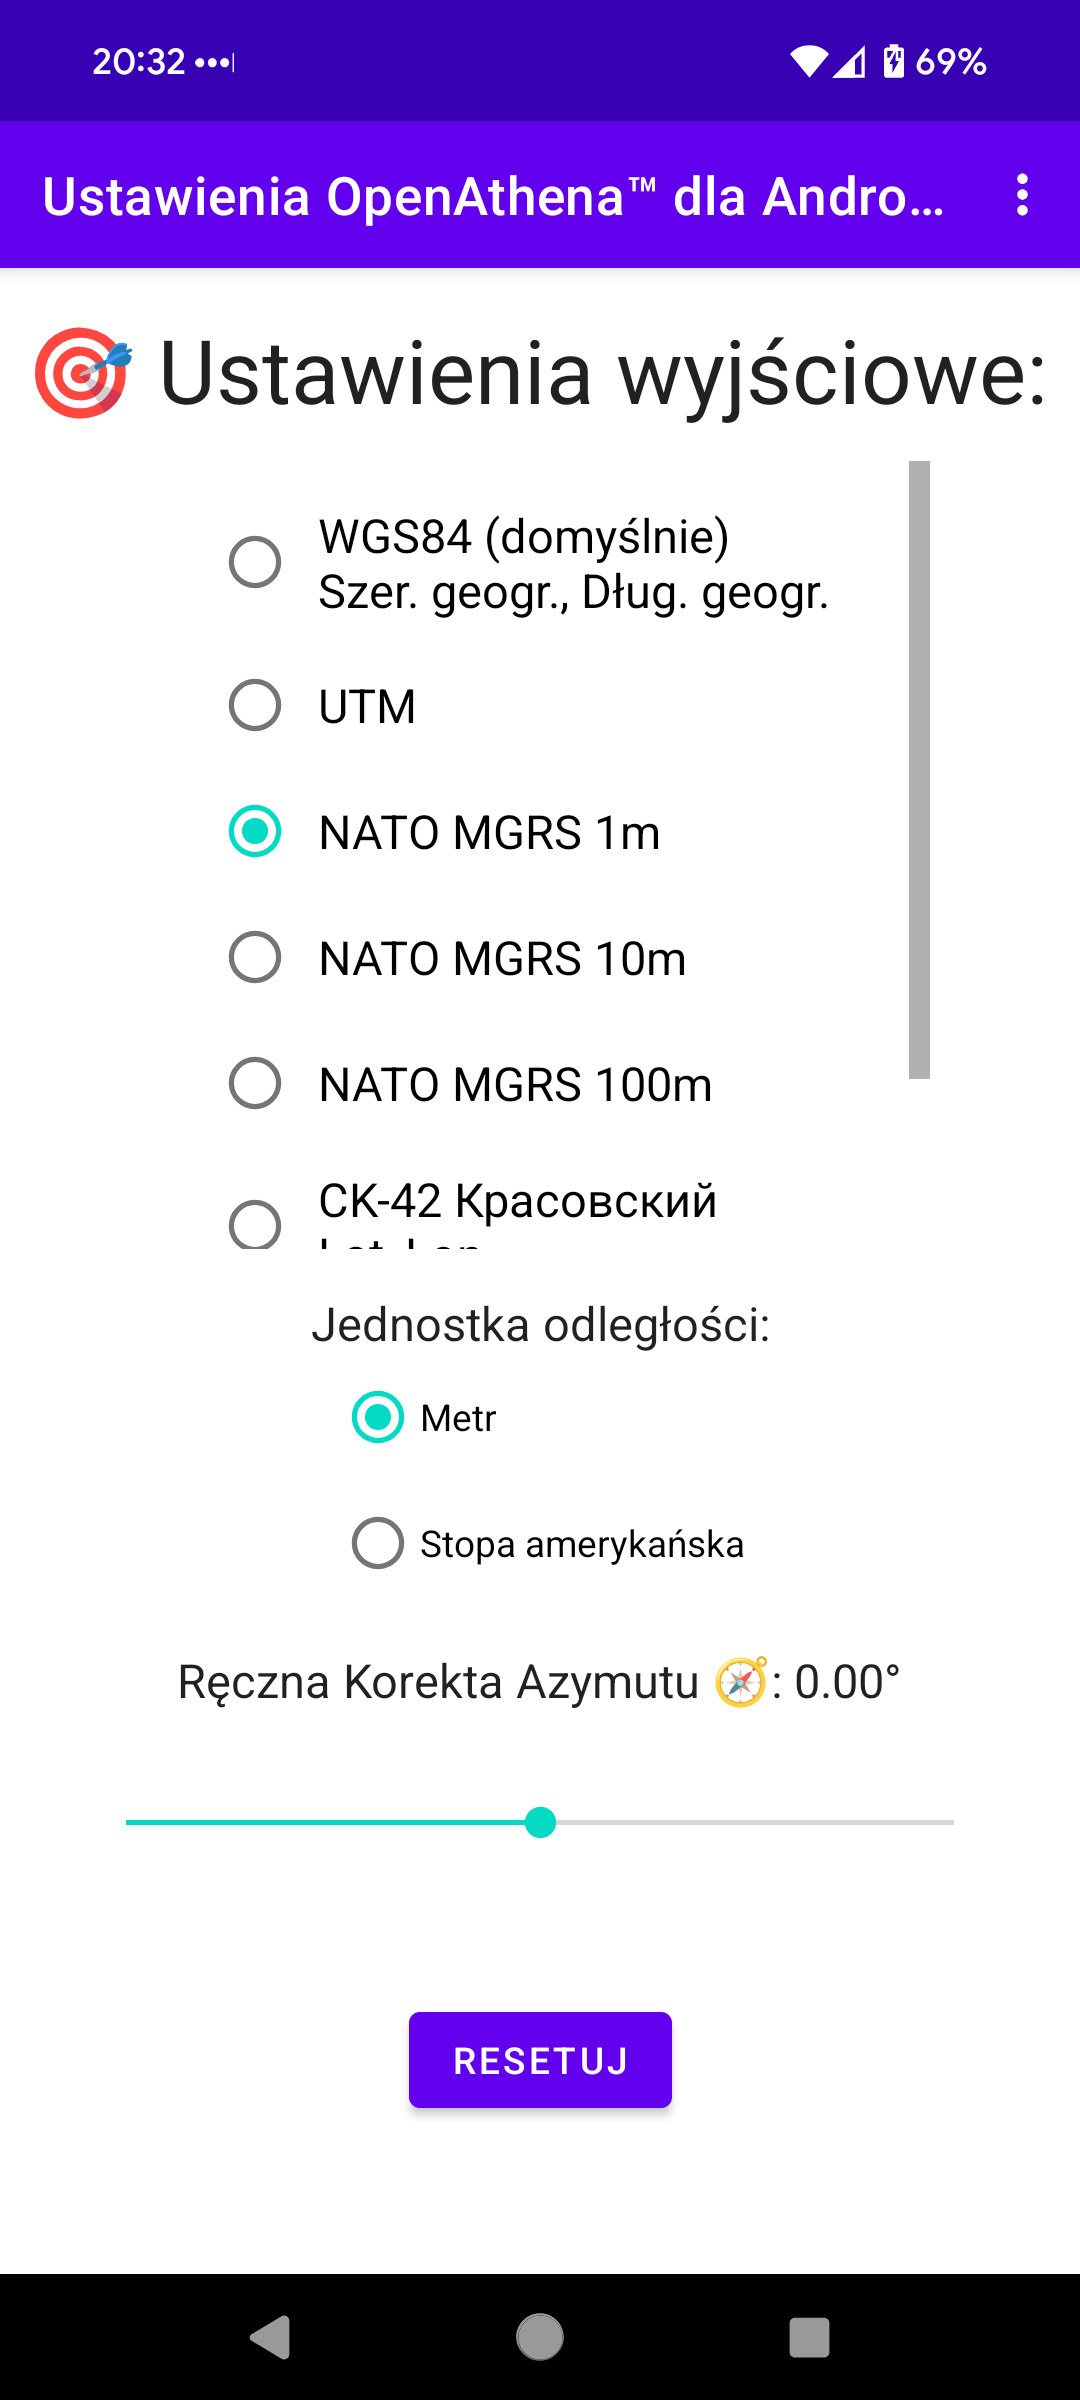 20:32
69%
Ustawienia OpenAthena™ dla Andro...
Ustawienia wyjściowe:
WGS84 (domyślnie)
Szer. geogr., Dług. geogr.
UTM
NATO MGRS 1m
NATO MGRS 10m
NATO MGRS 100m
СК-42 Красовский
Jednostka odległości:
Metr
Stopa amerykańska
Ręczna Korekta Azymutu 🧭: 0.00°
RESETUJ